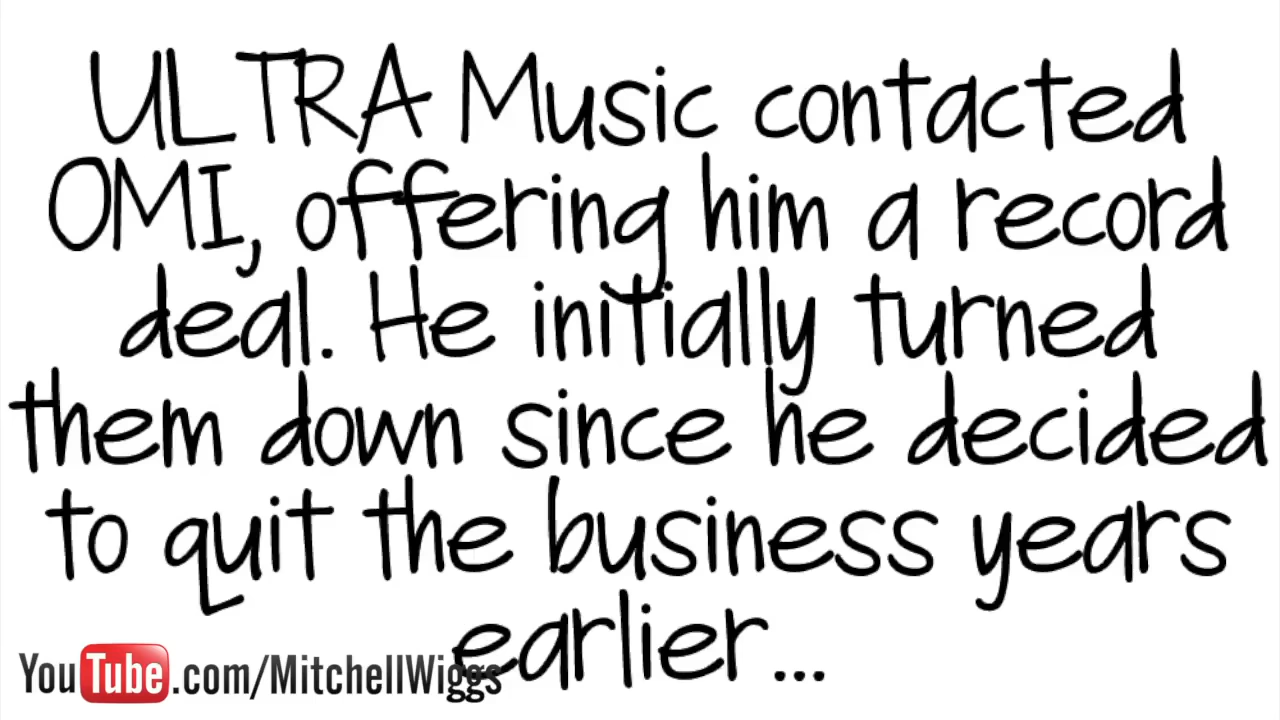 ULTRA Music contacted
OMI, offering him a record
deal. He initially turned
them down since he decided
to quit the business years
earlier...
YouTube.com/MitchellWiggs